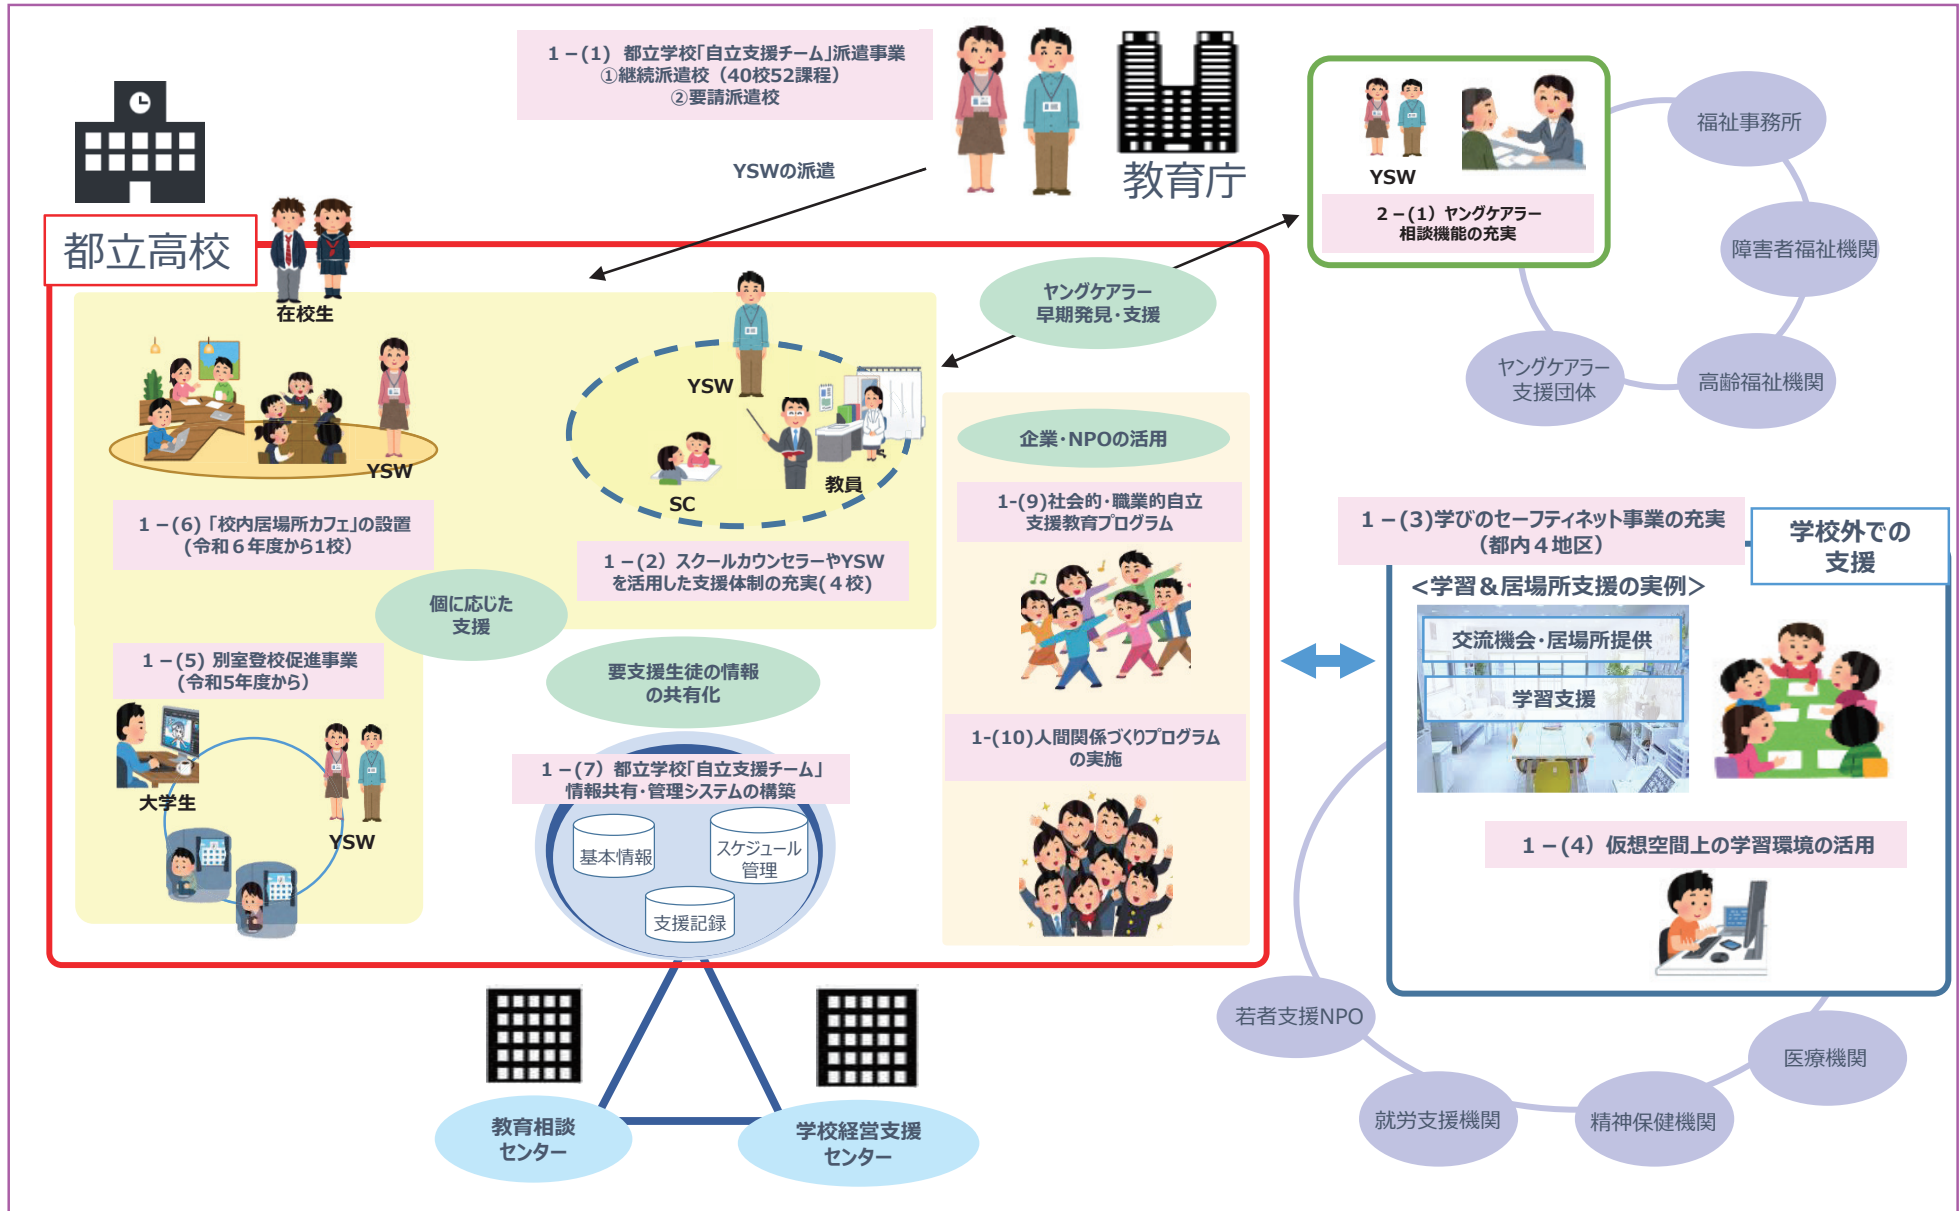 1－(1) 都立学校「自立支援チーム」派遣事業
①継続派遣校（40校52課程）
②要請派遣校
教育庁
YSWの派遣
YSW
2－(1) ヤングケアラー
相談機能の充実
福祉事務所
障害者福祉機関
高齢福祉機関
ヤングケアラー
支援団体
都立高校
在校生
YSW
1－(6)「校内居場所カフェ」の設置
(令和６年度から1校）
YSW
SC
教員
1－(2) スクールカウンセラーやYSW
を活用した支援体制の充実(４校)
ヤングケアラー
早期発見・支援
個に応じた
支援
1－(5) 別室登校促進事業
(令和5年度から）
大学生
YSW
要支援生徒の情報
の共有化
1－(7) 都立学校「自立支援チーム」
情報共有・管理システムの構築
基本情報
スケジュール
管理
支援記録
企業・NPOの活用
1-(9)社会的・職業的自立
支援教育プログラム
1-(10)人間関係づくりプログラム
の実施
教育相談
センター
学校経営支援
センター
1－(3)学びのセーフティネット事業の充実
（都内４地区）
学校外での
支援
＜学習＆居場所支援の実例＞
交流機会・居場所提供
学習支援
1－(4) 仮想空間上の学習環境の活用
若者支援NPO
就労支援機関
精神保健機関
医療機関